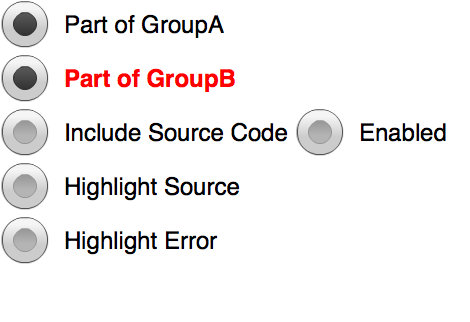 Part of GroupA
Part of GroupB
Include Source Code Enabled
Highlight Source
Highlight Error